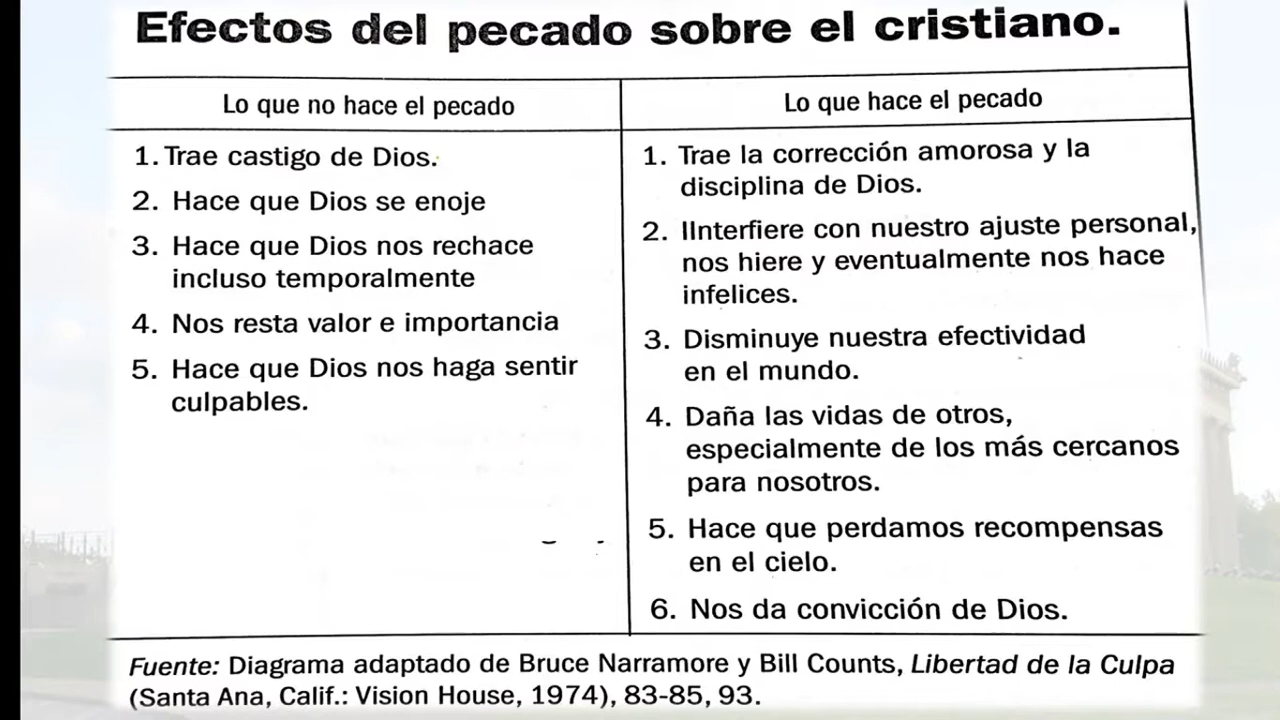 Efectos del pecado sobre el cristiano.
Lo que no hace el pecado
1. Trae castigo de Dios.
2. Hace que Dios se enoje
3. Hace que Dios nos rechace
incluso temporalmente
4. Nos resta valor e importancia
5. Hace que Dios nos haga sentir
culpables.
Lo que hace el pecado
1. Trae la corrección amorosa y la
disciplina de Dios.
2. IInterfiere con nuestro ajuste personal,
nos hiere y eventualmente nos hace
infelices.
3. Disminuye nuestra efectividad
en el mundo.
4. Daña las vidas de otros,
especialmente de los más cercanos
para nosotros.
5. Hace que perdamos recompensas
en el cielo.
6. Nos da convicción de Dios.
Fuente: Diagrama adaptado de Bruce Narramore y Bill Counts, Libertad de la Culpa
(Santa Ana, Calif.: Vision House, 1974), 83-85, 93.